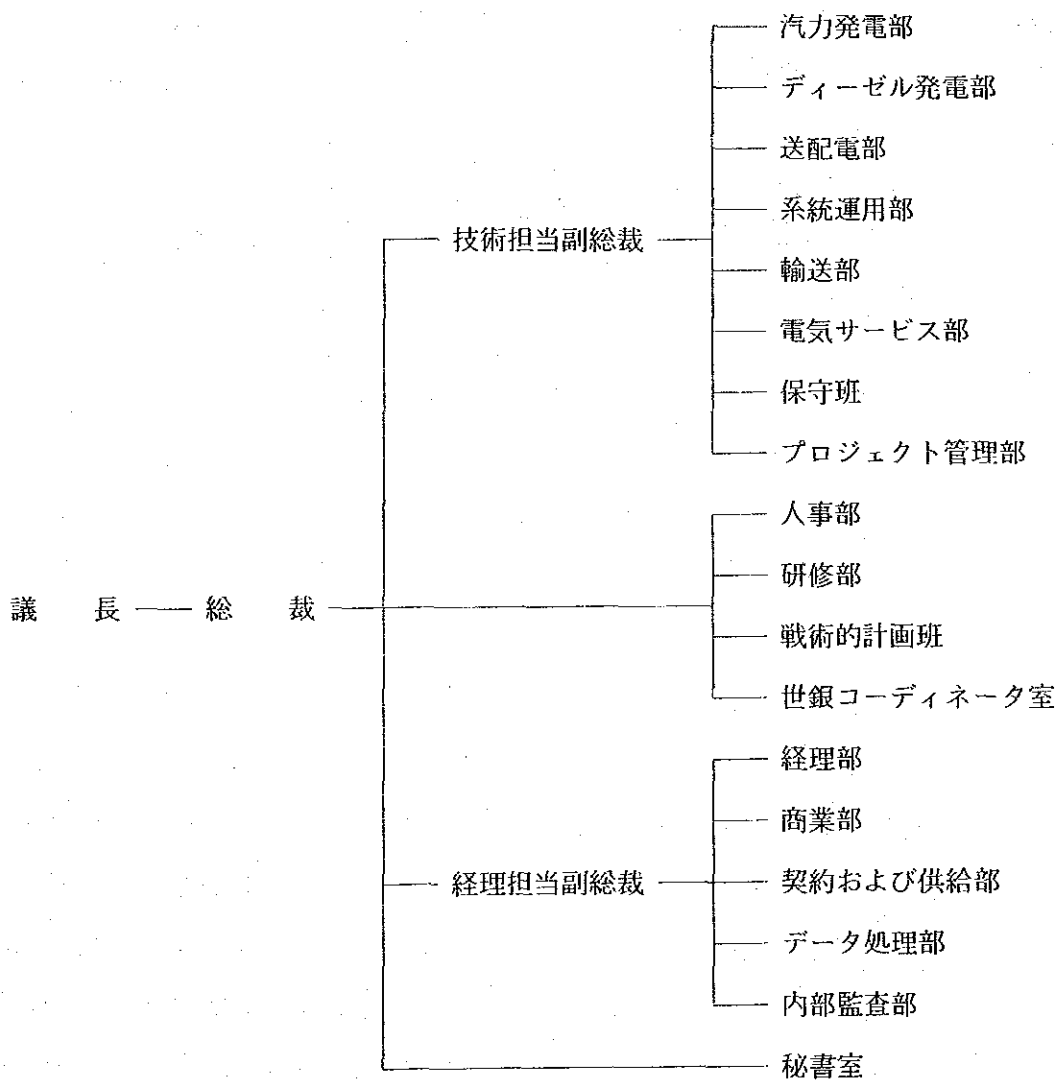 汽力発電部
ディーゼル発電部
送配電部
系統運用部
技術担当副総裁
輸送部
電気サービス部
保守班
プロジェクト管理部
人事部
研修部
議長 総裁
戦術的計画班
世銀コーディネータ室
経理部
商業部
経理担当副総裁
契約および供給部
データ処理部
内部監査部
秘書室